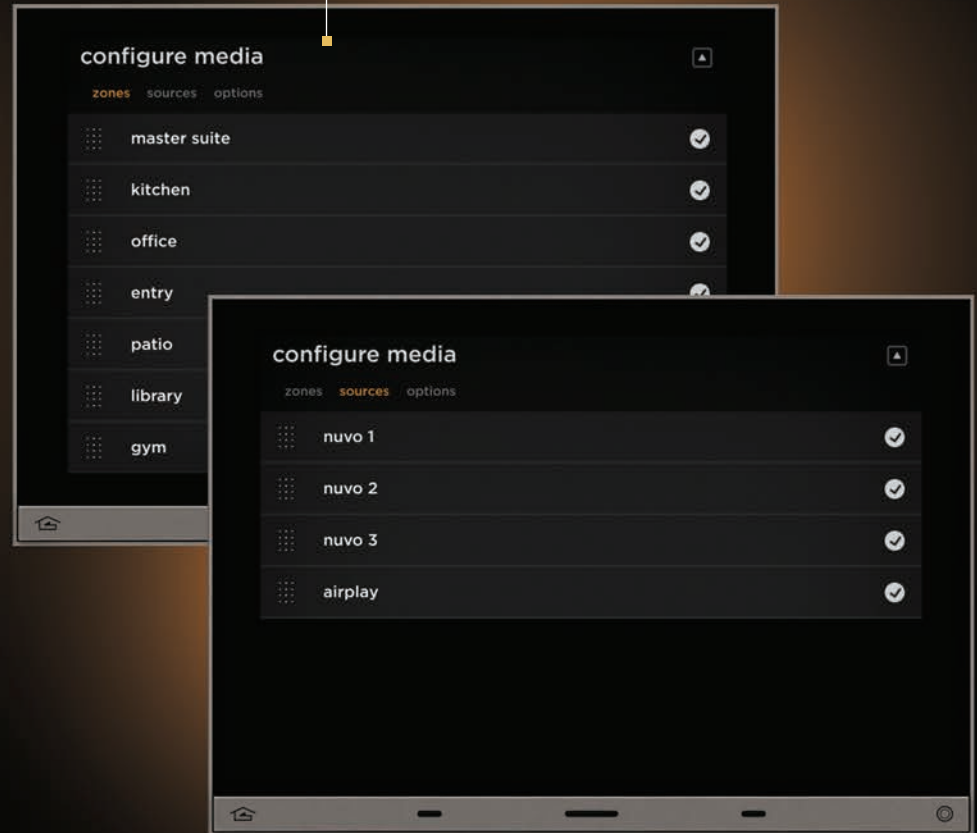 configure media
zones sources options
master suite
kitchen
office
entry
patio
library
gym
configure media
zones sources options
nuvo 1
nuvo 2
nuvo 3
airplay